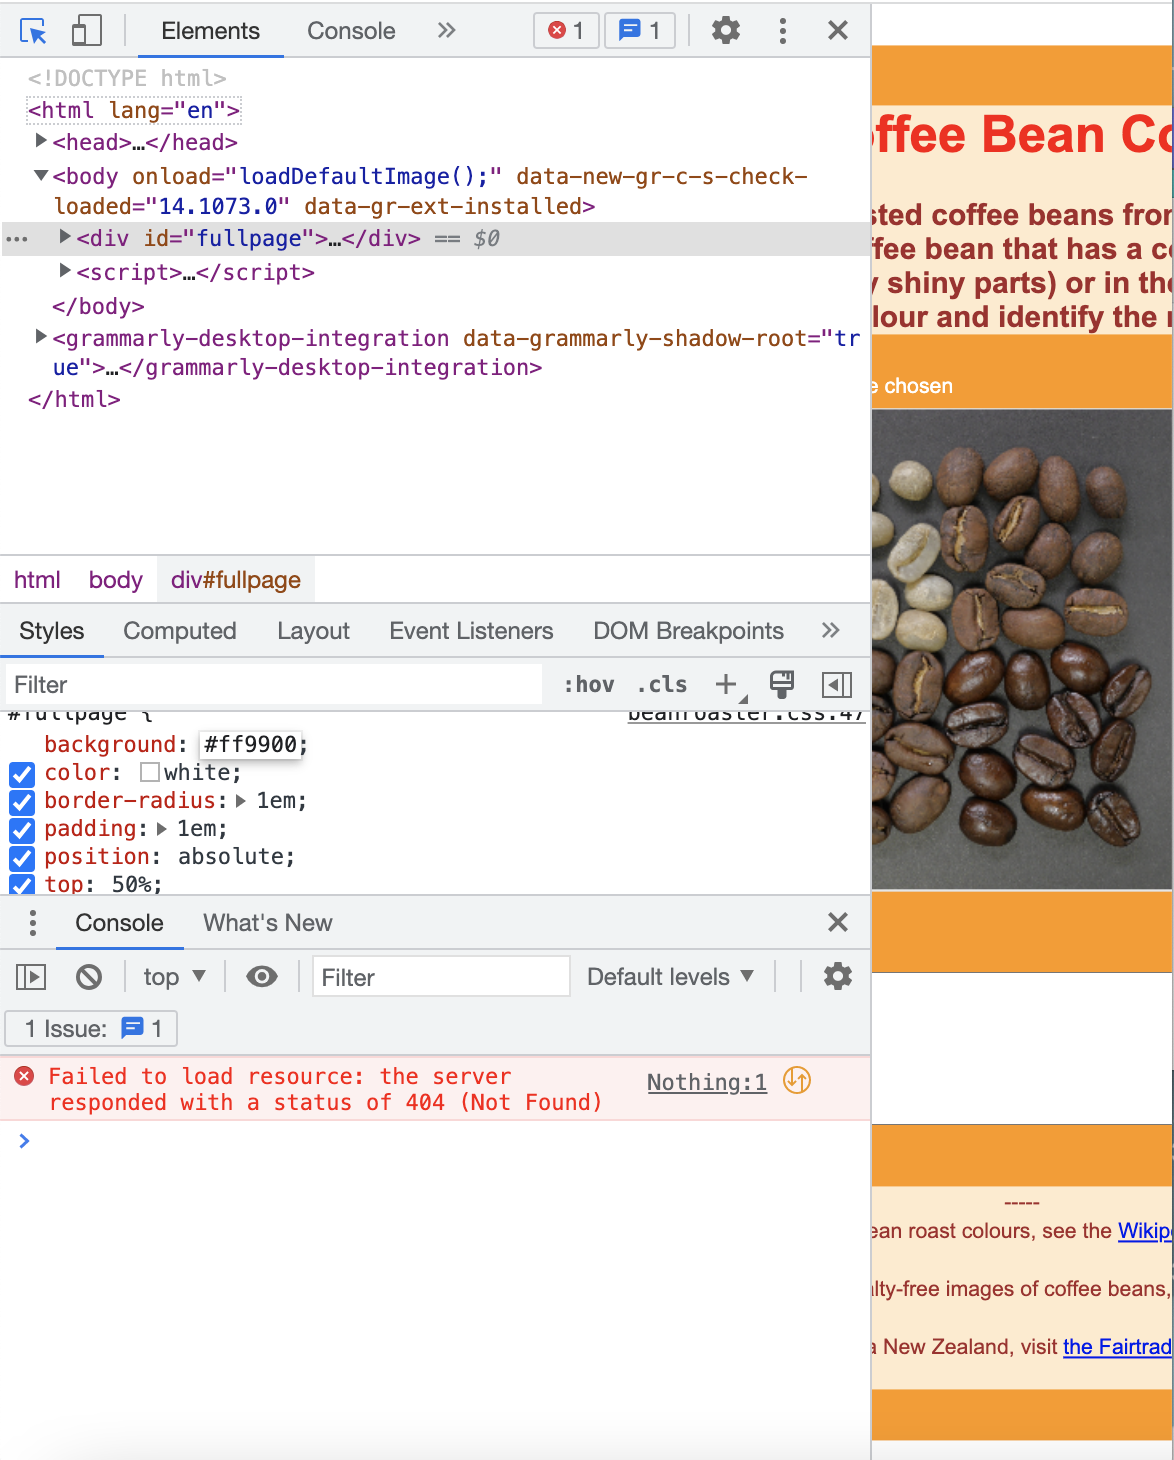 Elements Console » 1 1
<!DOCTYPE html>
<html lang="en">
<head>…</head>
<body onload="loadDefaultImage();" data-new-gr-c-s-check-
loaded="14.1073.0" data-gr-ext-installed>
<div id="fullpage">…</div> == $0
<script>…</script>
</body>
<grammarly-desktop-integration data-grammarly-shadow-root="tr
ue">…</grammarly-desktop-integration>
</html>
html body div#fullpage
Styles Computed Layout Event Listeners DOM Breakpoints »
Filter :hov .cls +
#fullpage { beanroaster.css:47
background: #ff9900;
color: white;
border-radius: 1em;
padding: 1em;
position: absolute;
top: 50%;
Console What's New
top Filter Default levels
1 Issue: 1
Failed to load resource: the server Nothing:1
responded with a status of 404 (Not Found)
>
ffee Bean Co
sted coffee beans from
fee bean that has a co
y shiny parts) or in the
lour and identify the
e chosen
-----
ean roast colours, see the Wikip
lty-free images of coffee beans,
a New Zealand, visit the Fairtrad